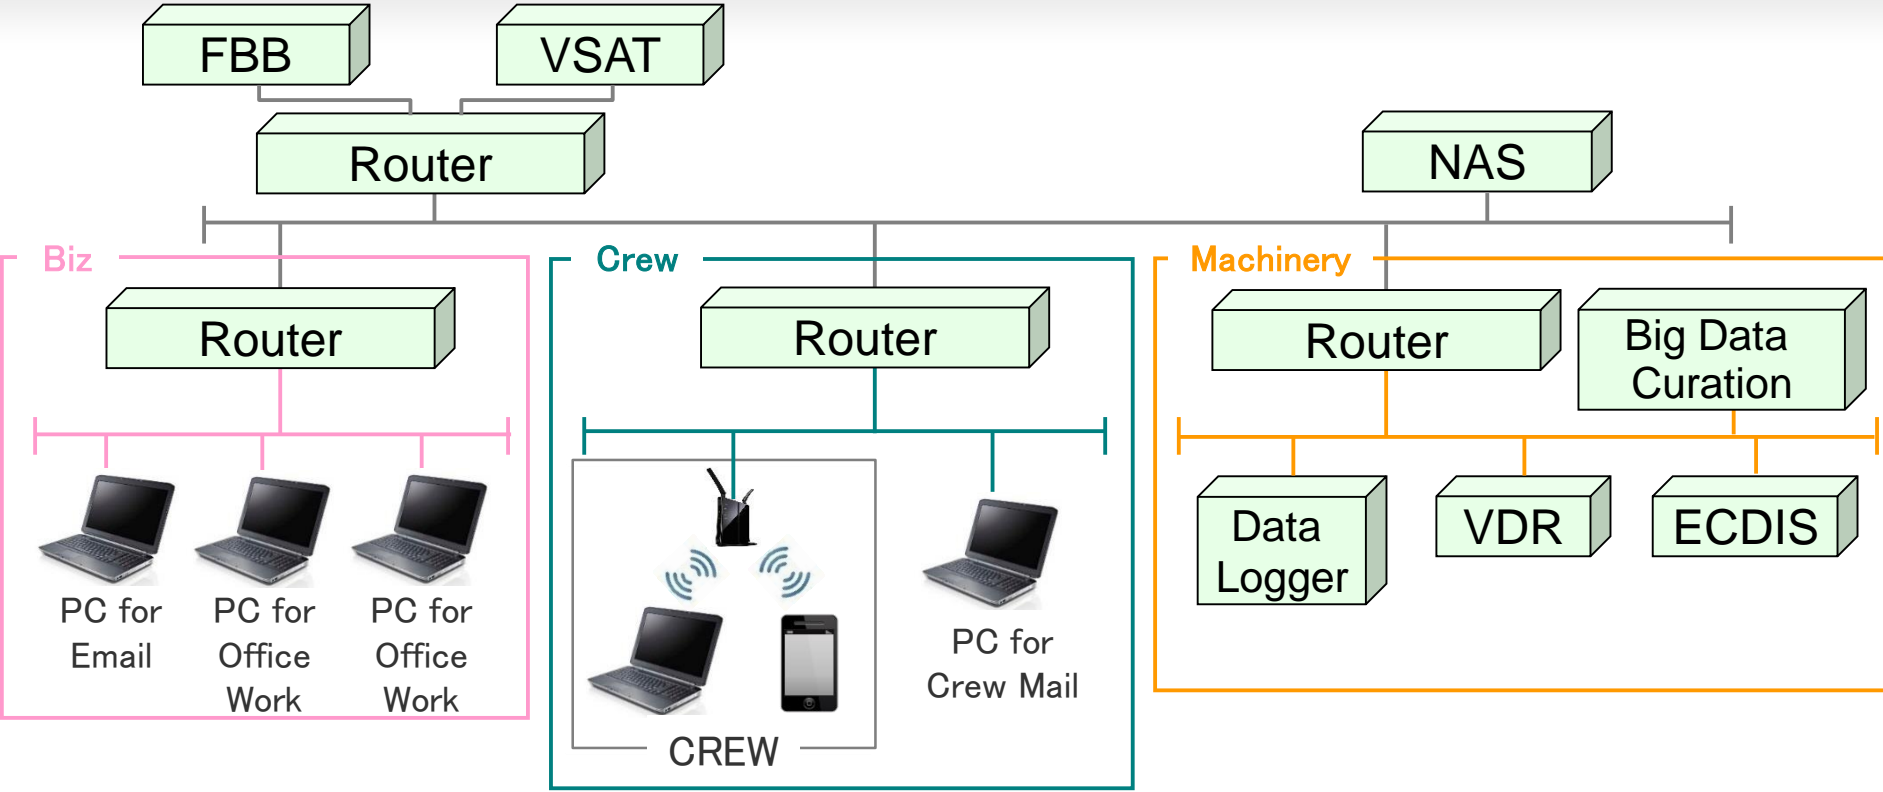 FBB
VSAT
Router
NAS
Biz
Crew
Machinery
Router
Router
Router
Big Data
Curation
Data
Logger
VDR
ECDIS
PC for
Email
PC for
Office
Work
PC for
Office
Work
PC for
Crew Mail
CREW